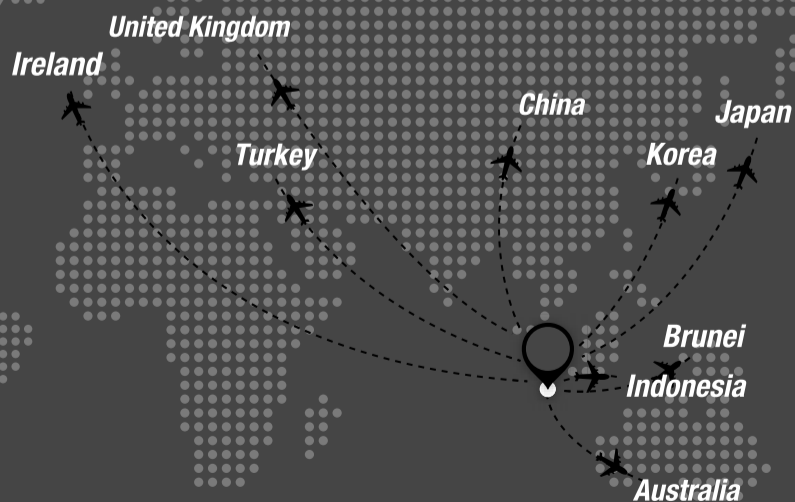 United Kingdom
Ireland
China
Japan
Turkey
Korea
Brunei
Indonesia
Australia